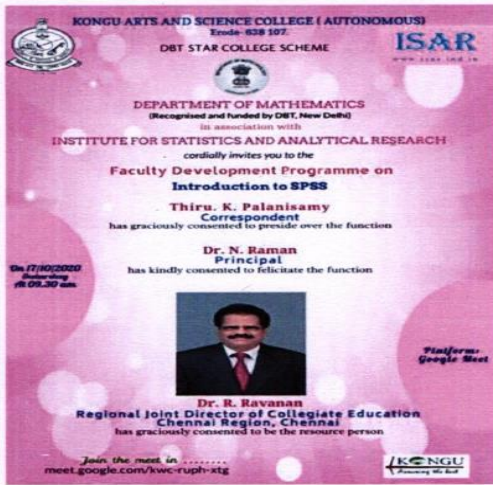 KONGU ARTS AND SCIENCE COLLEGE ( AUTONOMOUS)
Erode- 638 107.
DBT STAR COLLEGE SCHEME
ISAR
www.isar.ind.in
DEPARTMENT OF MATHEMATICS
(Recognised and funded by DBT, New Delhi)
in association with
INSTITUTE FOR STATISTICS AND ANALYTICAL RESEARCH
cordially invites you to the
Faculty Development Programme on
Introduction to SPSS
Thiru. K. Palanisamy
Correspondent
has graciously consented to preside over the function
Dr. N. Raman
Principal
has kindly consented to felicitate the function
On 17/10/2020
Saturday
At 09.30 am
Platform:
Google Meet
Dr. R. Ravanan
Regional Joint Director of Collegiate Education
Chennai Region, Chennai
has graciously consented to be the resource person
Join the meet in ........
meet.google.com/kwc-ruph-xtg
KONGU